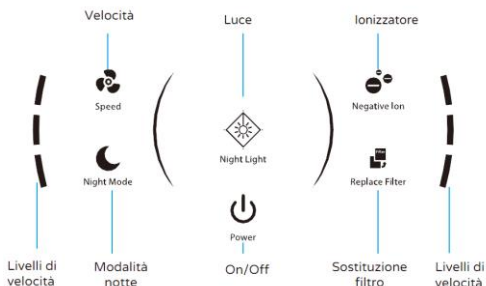 Velocità
Luce
Ionizzatore
Speed
Negative Ion
Night Light
Night Mode
Replace Filter
Power
Livelli di
velocità
Modalità
notte
On/Off
Sostituzione
filtro
Livelli di
velocità